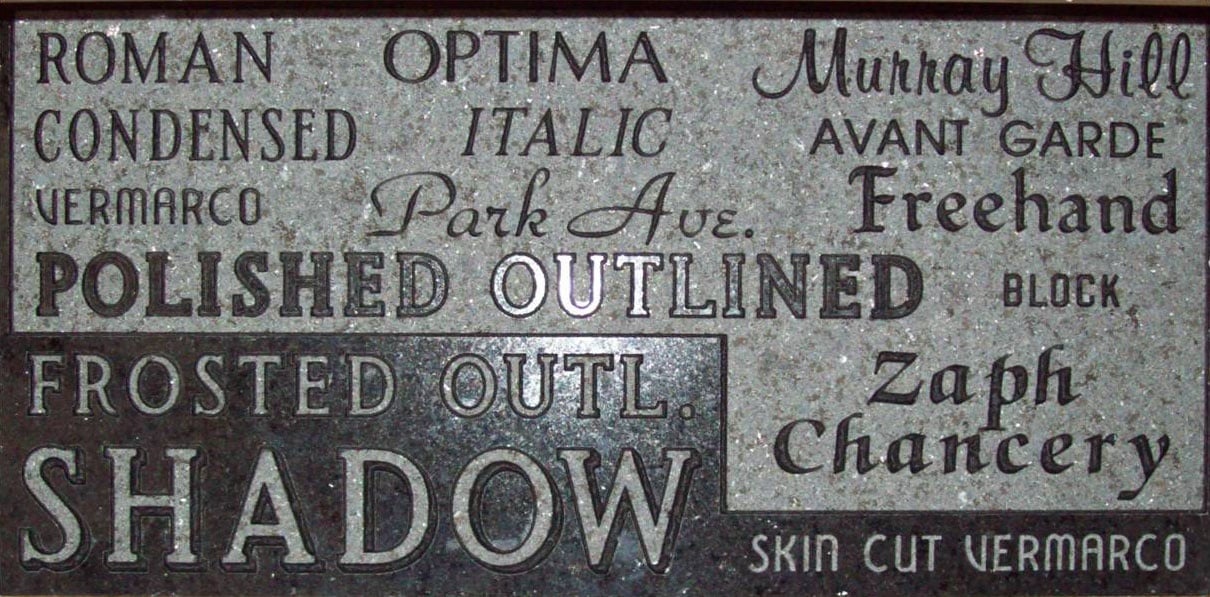 ROMAN OPTIMA Murray Hill
CONDENSED ITALIC AVANT GARDE
VERMARCO Park Ave. Freehand
POLISHED OUTLINED BLOCK
FROSTED OUTL. Zaph
Chancery
SHADOW
SKIN CUT VERMARCO